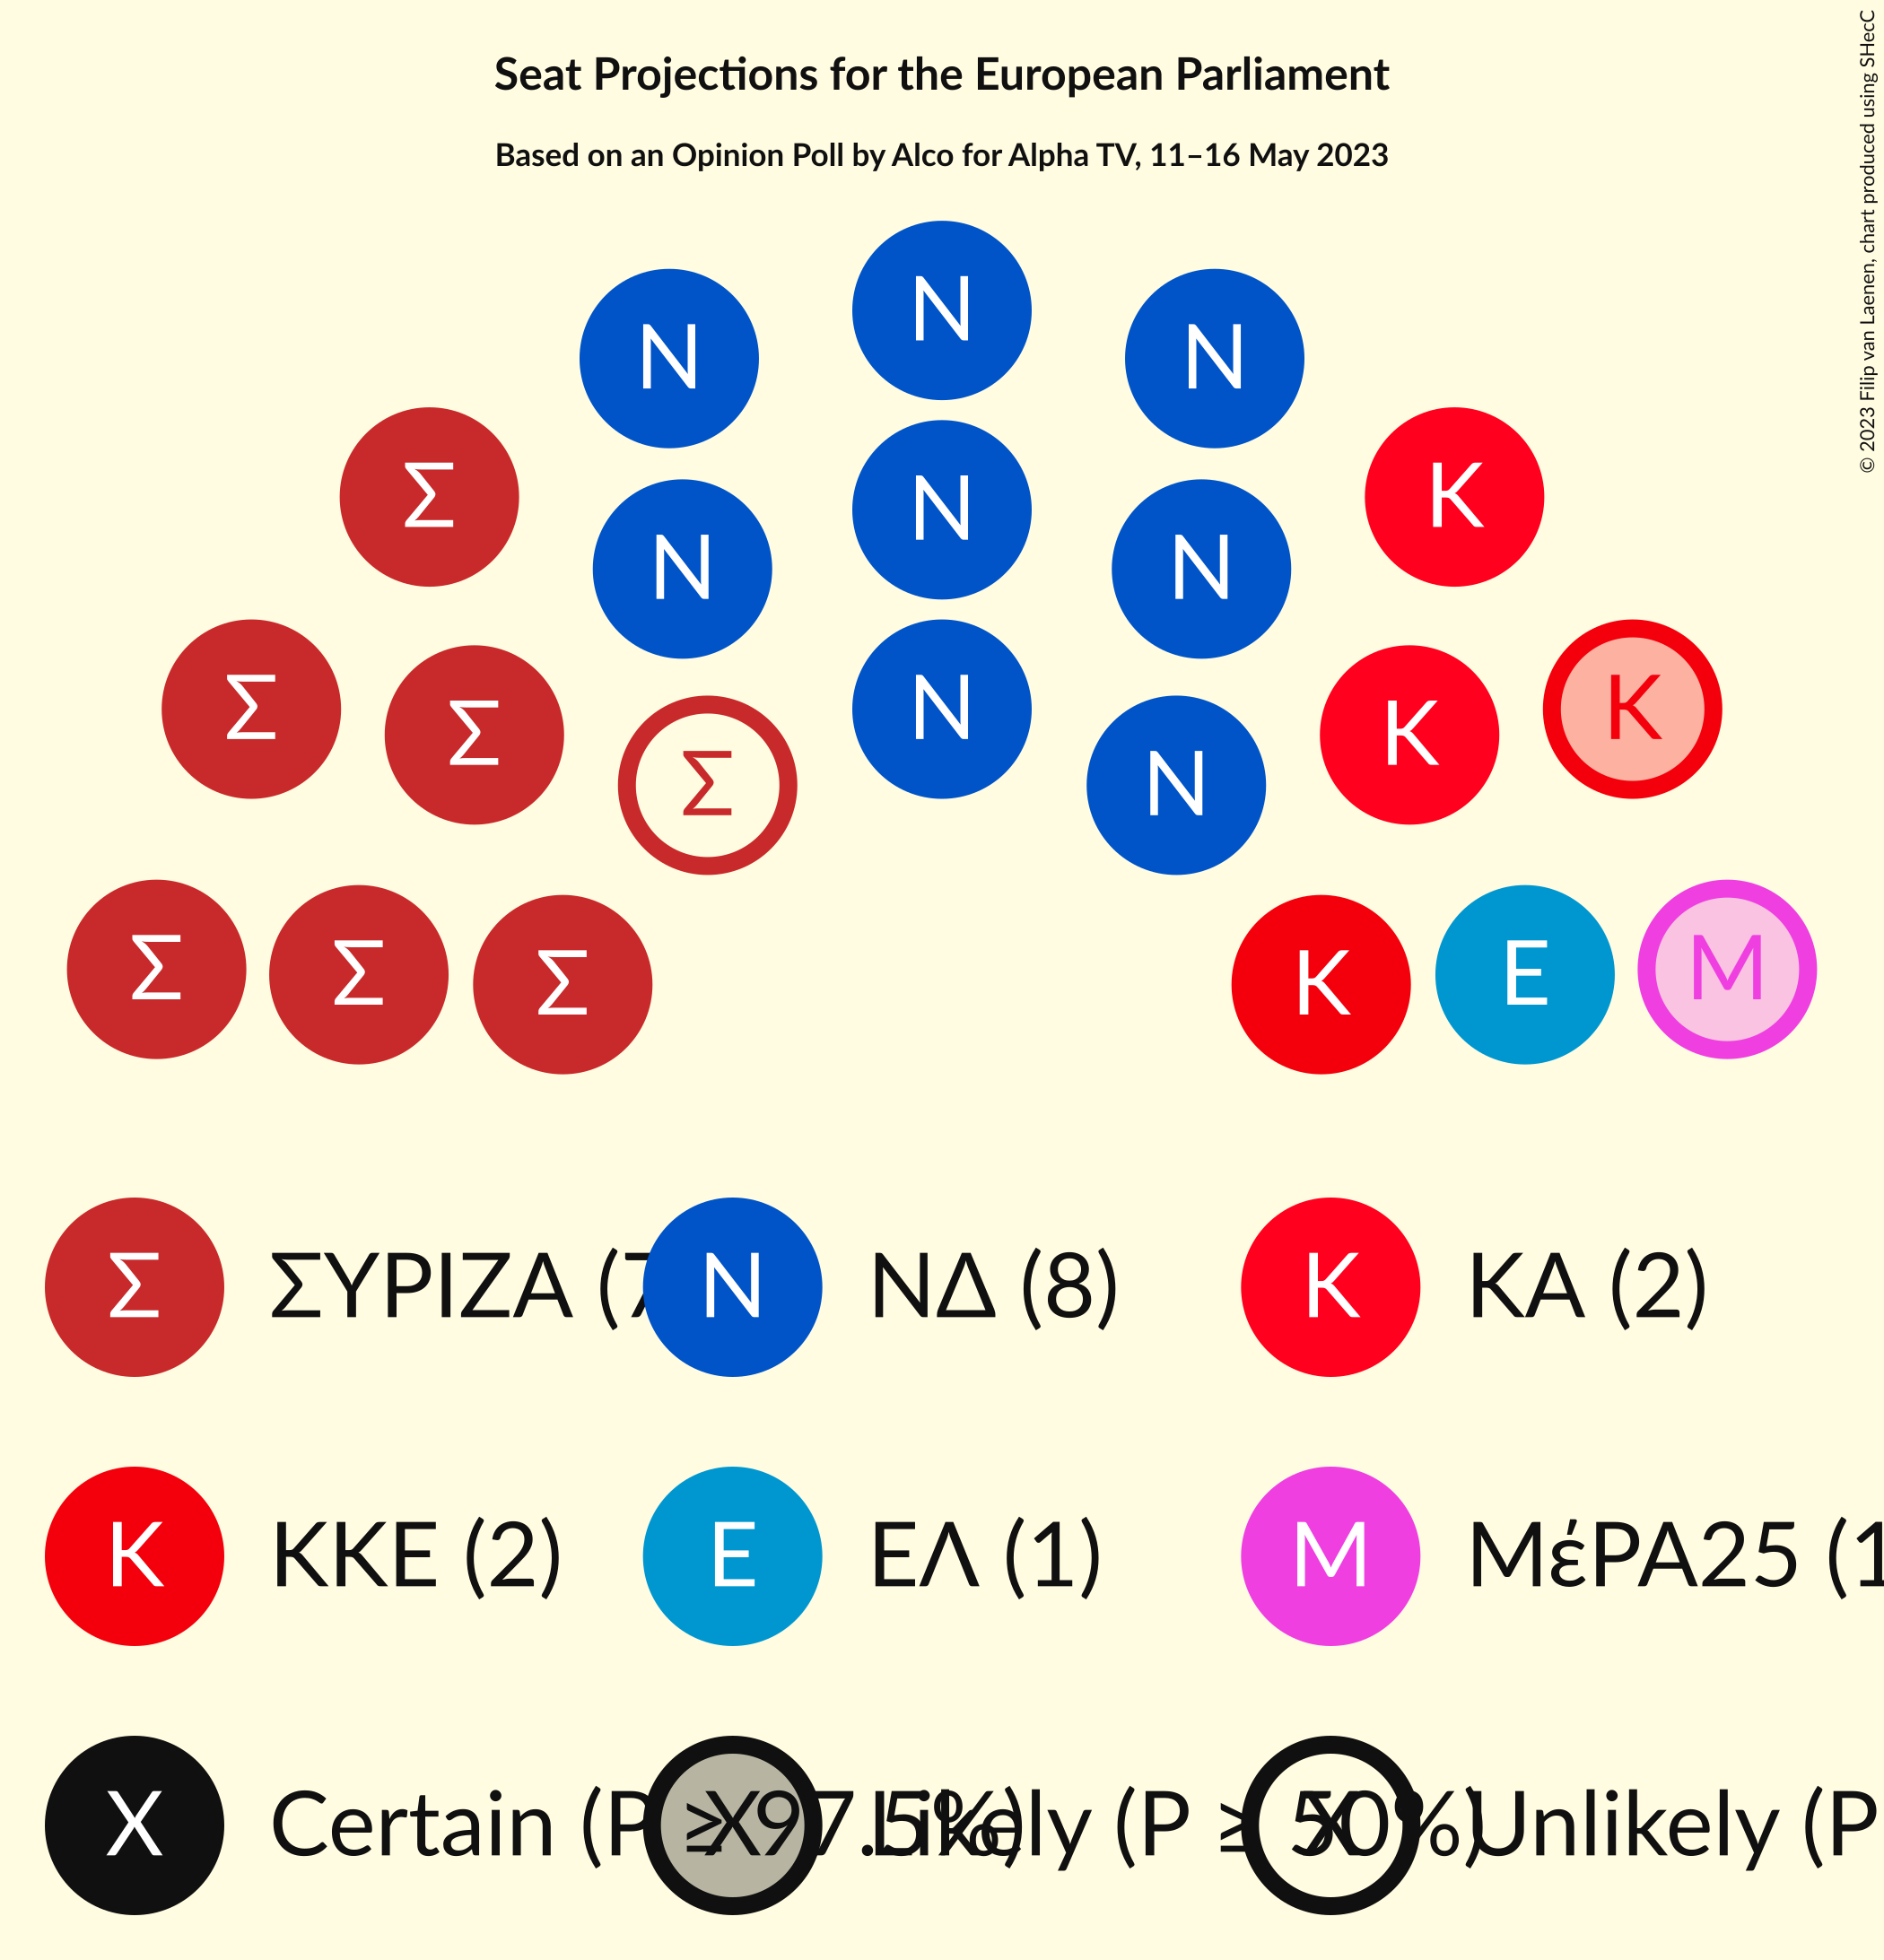 Seat Projections for the European Parliament
Based on an Opinion Poll by Alco for Alpha TV, 11–16 May 2023
© 2023 Filip van Laenen, chart produced using SHecC
N
N N
Σ N K
N N
Σ N K
Σ K
Σ N
Σ Σ Σ K E M
Σ ΣΥΡΙΖΑ (7 N ΝΔ (8) K ΚΑ (2)
K ΚΚΕ (2) E ΕΛ (1) M ΜέΡΑ25 (1
X Certain (P ≥ 97.5%) X Likely (P ≥ 50%) X Unlikely (P